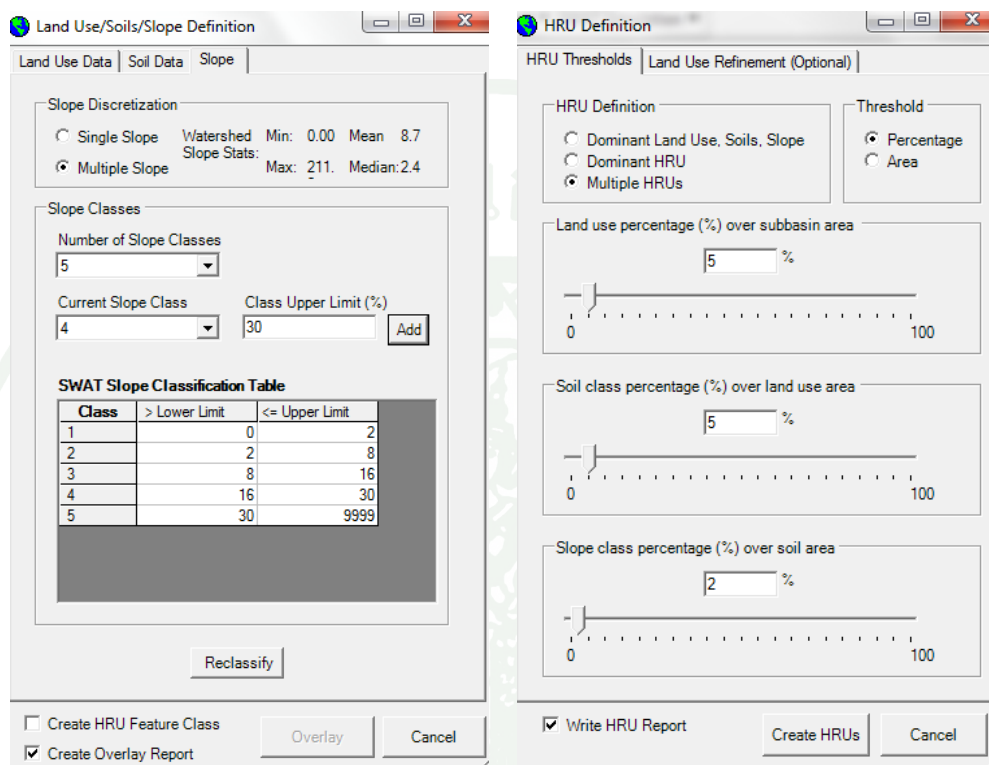 Land Use/Soils/Slope Definition
Land Use Data Soil Data Slope
Slope Discretization
Single Slope
Multiple Slope
Watershed Slope Stats:
Min: 0.00 Mean 8.7
Max: 211. Median: 2.4
Slope Classes
Number of Slope Classes
5
Current Slope Class Class Upper Limit (%)
4 30 Add
SWAT Slope Classification Table
Class > Lower Limit <= Upper Limit
1 0 2
2 2 8
3 8 16
4 16 30
5 30 9999
Reclassify
Create HRU Feature Class
Create Overlay Report
Overlay Cancel
HRU Definition
HRU Thresholds Land Use Refinement (Optional)
HRU Definition
Dominant Land Use, Soils, Slope
Dominant HRU
Multiple HRUs
Threshold
Percentage
Area
Land use percentage (%) over subbasin area
5 %
0 100
Soil class percentage (%) over land use area
5 %
0 100
Slope class percentage (%) over soil area
2 %
0 100
Write HRU Report Create HRUs Cancel